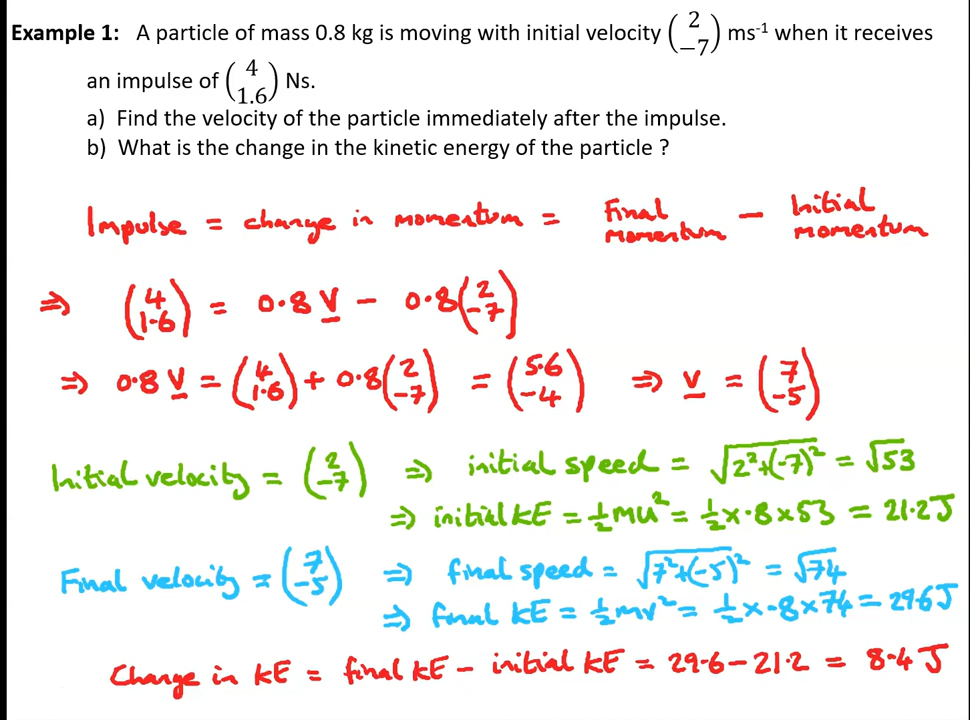 Example 1: A particle of mass 0.8 kg is moving with initial velocity (2 / −7) ms⁻¹ when it receives
an impulse of (4 / 1.6) Ns.
a) Find the velocity of the particle immediately after the impulse.
b) What is the change in the kinetic energy of the particle ?
Impulse = change in momentum = Final momentum − Initial momentum
⇒ (4 / 1.6) = 0.8 v − 0.8(2 / −7)
⇒ 0.8 v = (4 / 1.6) + 0.8(2 / −7) = (5.6 / −4) ⇒ v = (7 / −5)
Initial velocity = (2 / −7) ⇒ initial speed = √(2²+(−7)²) = √53
⇒ initial KE = ½mu² = ½ × .8 × 53 = 21.2 J
Final velocity = (7 / −5) ⇒ final speed = √(7²+(−5)²) = √74
⇒ final KE = ½mv² = ½ × .8 × 74 = 29.6 J
Change in KE = final KE − initial KE = 29.6 − 21.2 = 8.4 J